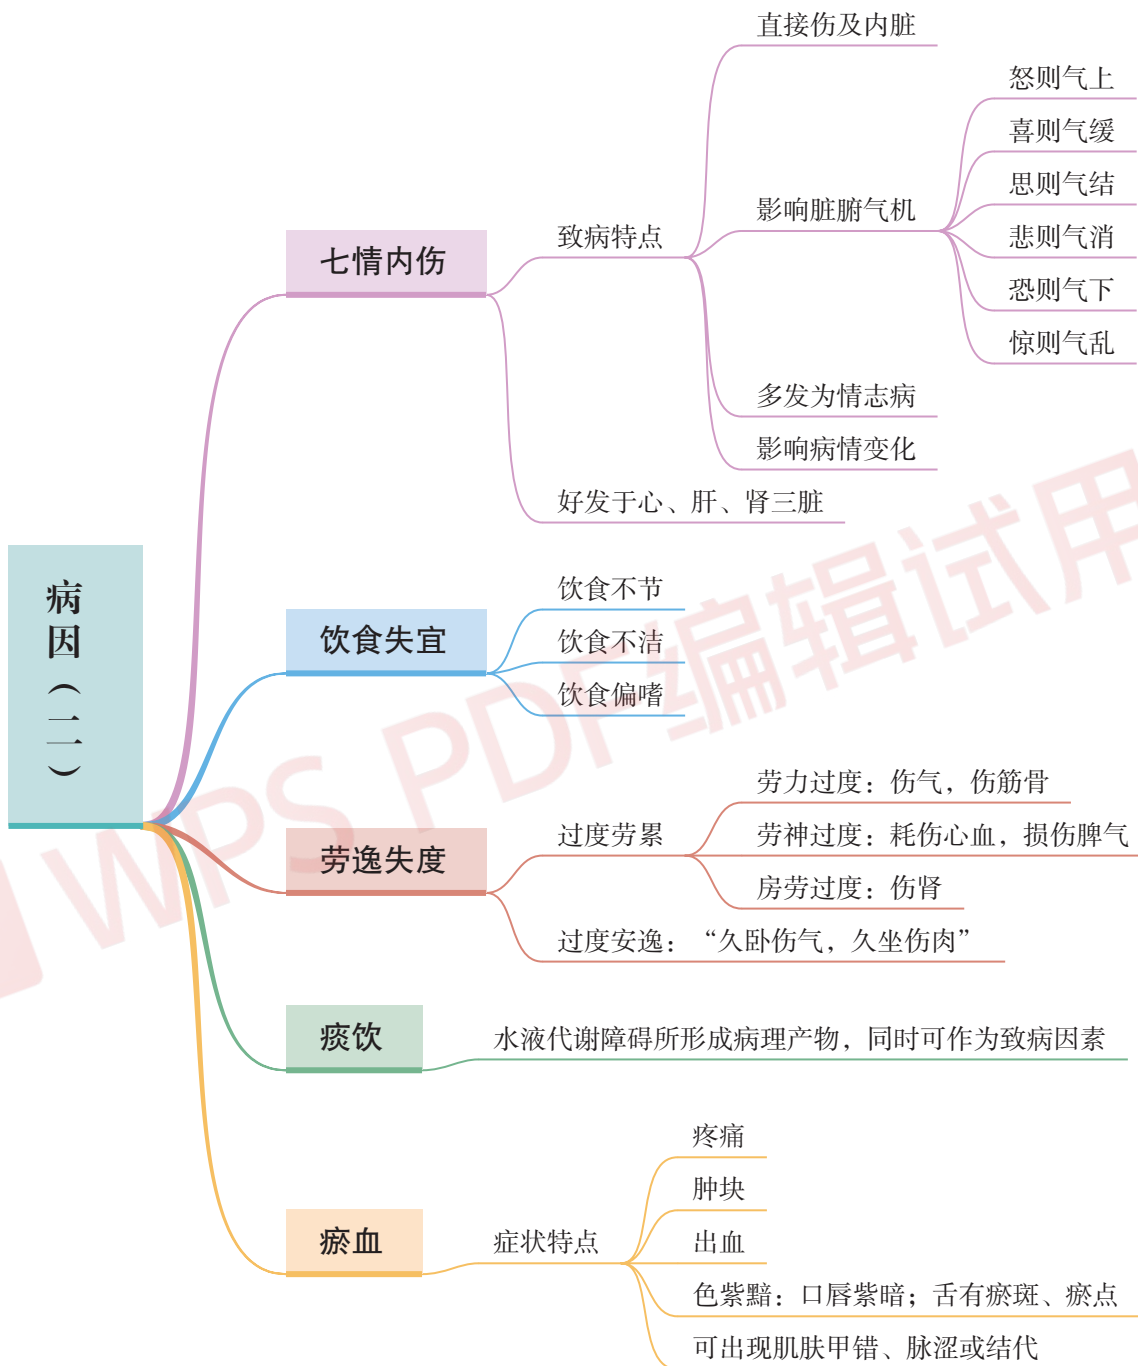 病因（二）
七情内伤
致病特点
直接伤及内脏
影响脏腑气机
怒则气上
喜则气缓
思则气结
悲则气消
恐则气下
惊则气乱
多发为情志病
影响病情变化
好发于心、肝、肾三脏
饮食失宜
饮食不节
饮食不洁
饮食偏嗜
劳逸失度
过度劳累
劳力过度：伤气，伤筋骨
劳神过度：耗伤心血，损伤脾气
房劳过度：伤肾
过度安逸：“久卧伤气，久坐伤肉”
痰饮
水液代谢障碍所形成病理产物，同时可作为致病因素
瘀血
症状特点
疼痛
肿块
出血
色紫黯：口唇紫暗；舌有瘀斑、瘀点
可出现肌肤甲错、脉涩或结代
WPS PDF编辑试用